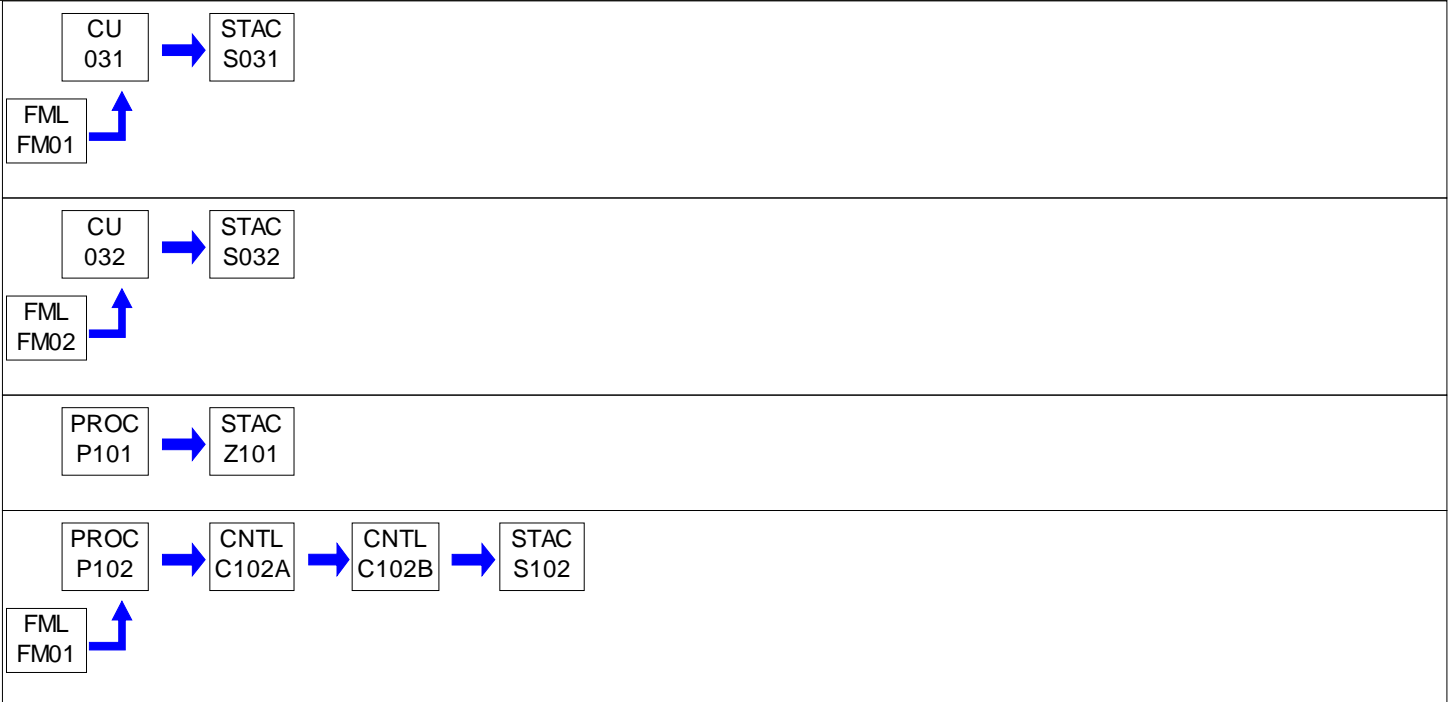 CU
031
STAC
S031
FML
FM01
CU
032
STAC
S032
FML
FM02
PROC
P101
STAC
Z101
PROC
P102
CNTL
C102A
CNTL
C102B
STAC
S102
FML
FM01